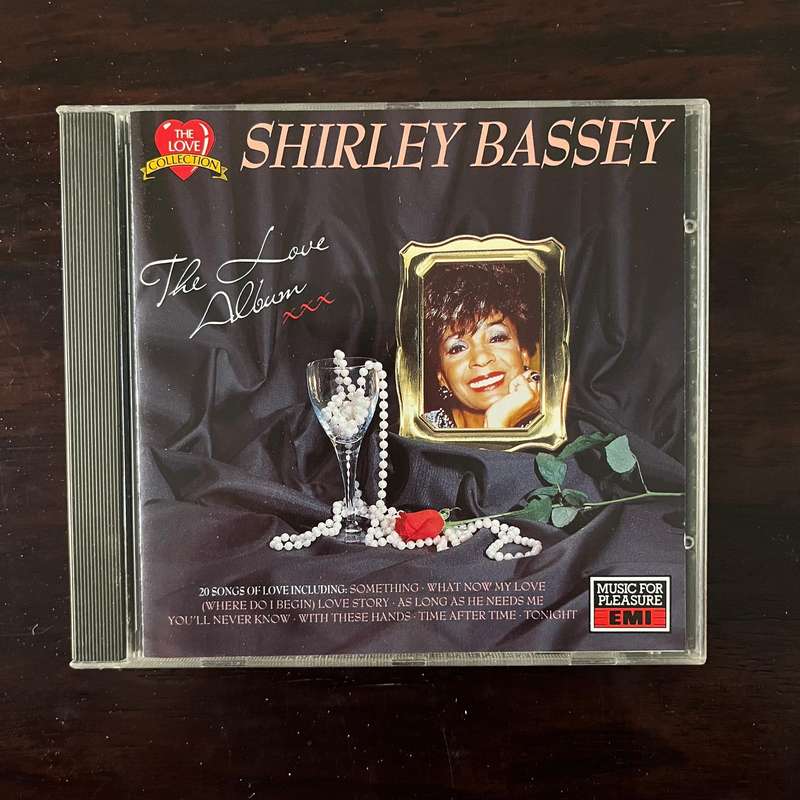 THE
LOVE
COLLECTION
SHIRLEY BASSEY
The Love
Album
xxx
20 SONGS OF LOVE INCLUDING: SOMETHING · WHAT NOW MY LOVE
(WHERE DO I BEGIN) LOVE STORY · AS LONG AS HE NEEDS ME
YOU'LL NEVER KNOW · WITH THESE HANDS · TIME AFTER TIME · TONIGHT
MUSIC FOR
PLEASURE
EMI